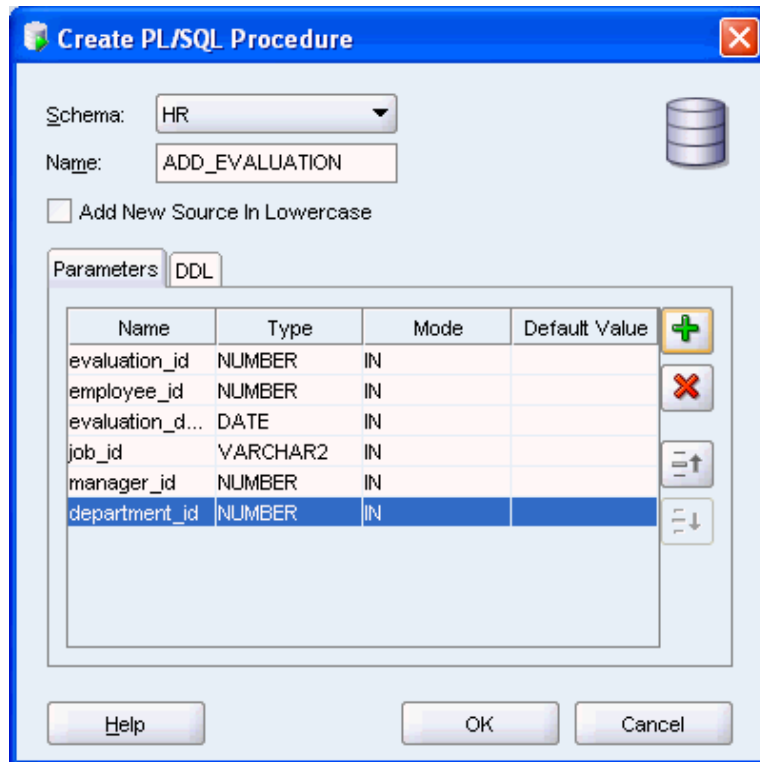 Create PL/SQL Procedure
Schema: HR
Name: ADD_EVALUATION
Add New Source In Lowercase
Parameters DDL
Name Type Mode Default Value
evaluation_id NUMBER IN
employee_id NUMBER IN
evaluation_d... DATE IN
job_id VARCHAR2 IN
manager_id NUMBER IN
department_id NUMBER IN
Help OK Cancel